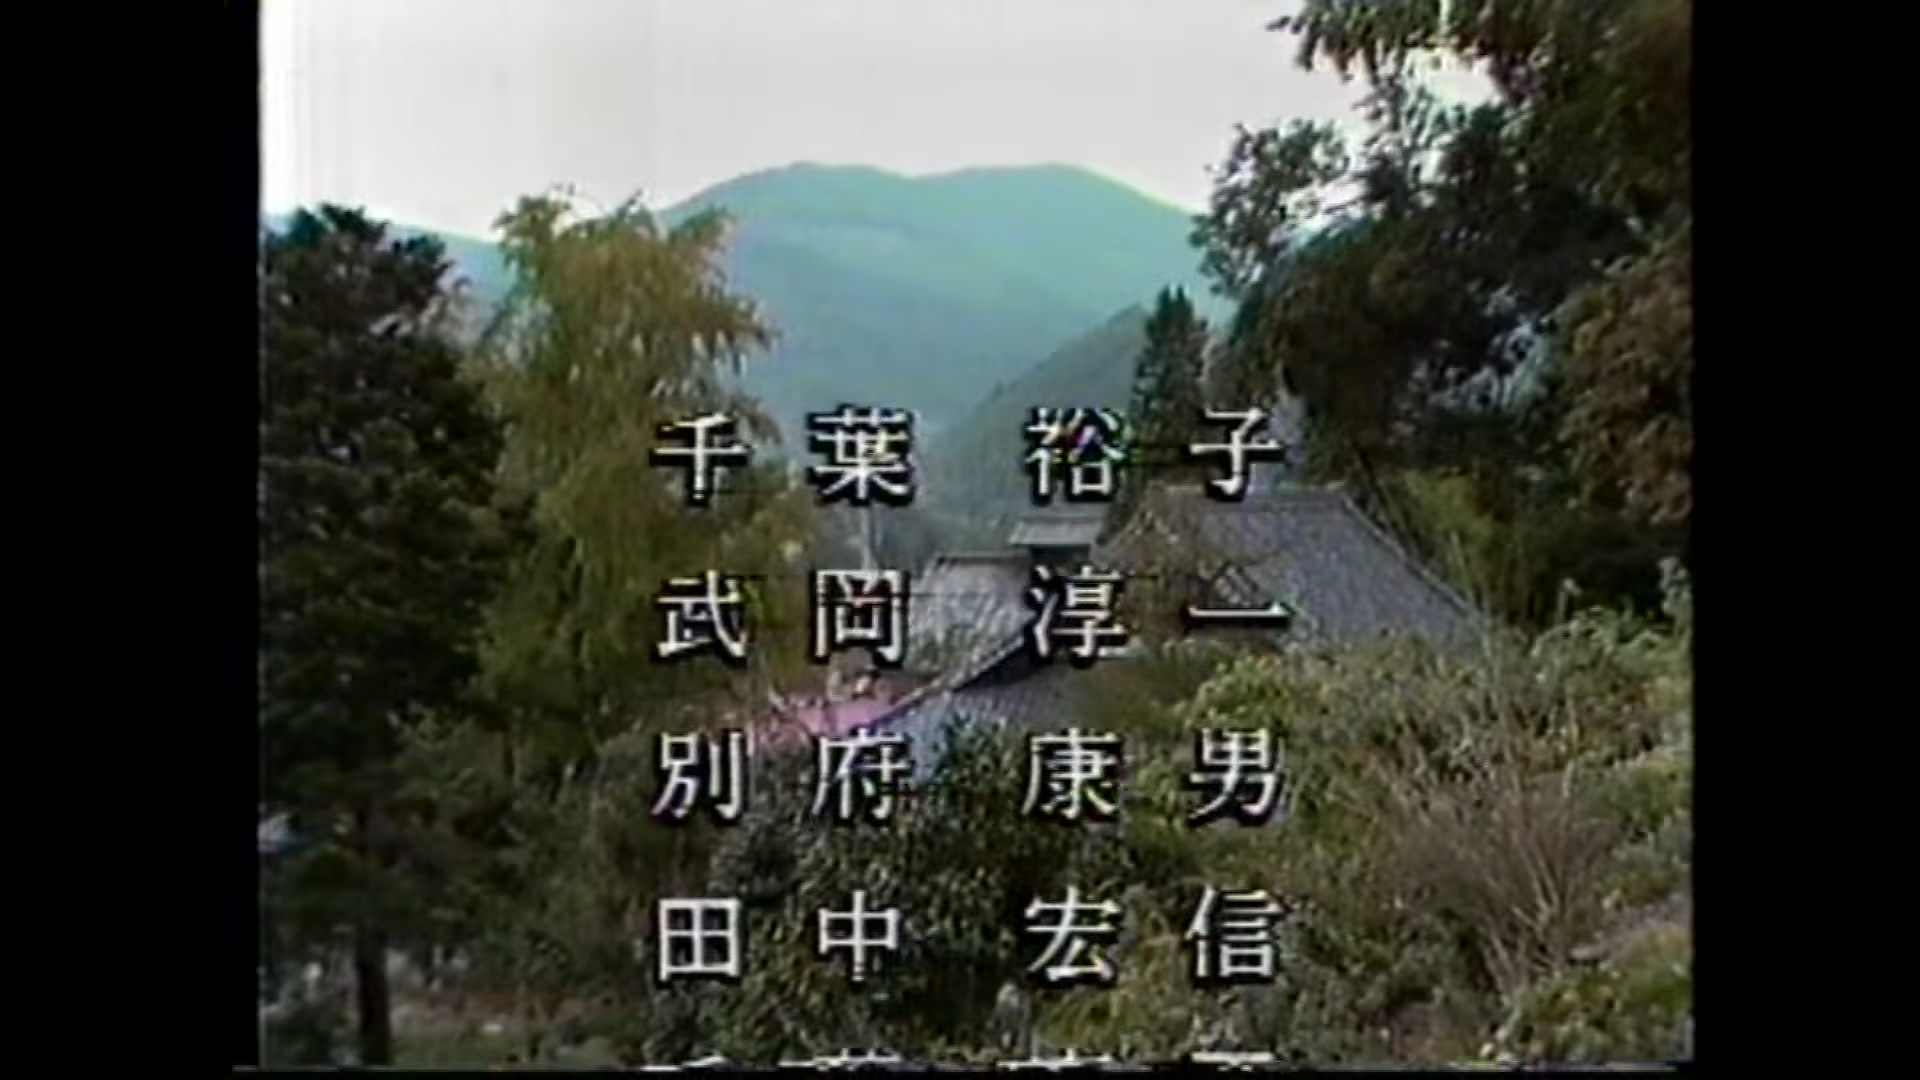 千葉 裕子
武岡 淳一
別府 康男
田中 宏信